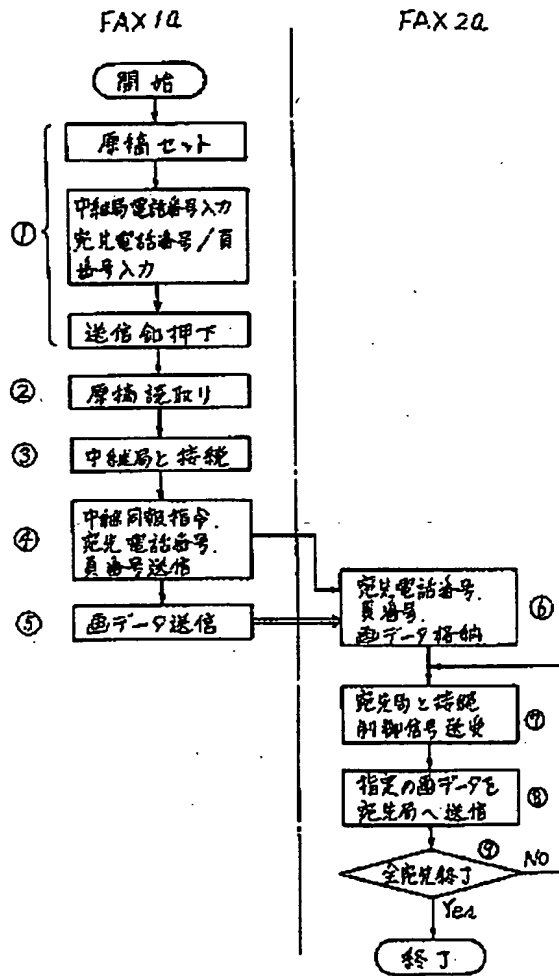 FAX1a
FAX2a
開始
原稿セット
①
中継局電話番号入力
宛先電話番号/頁
番号入力
送信釦押下
②
原稿読取り
③
中継局と接続
④
中継同報指令.
宛先電話番号.
頁番号送信
⑤
画データ送信
宛先電話番号.
頁番号.
画データ格納
⑥
宛先局と接続
制御信号送受
⑦
指定の画データを
宛先局へ送信
⑧
⑨
全宛先終了
NO
Yes
終了